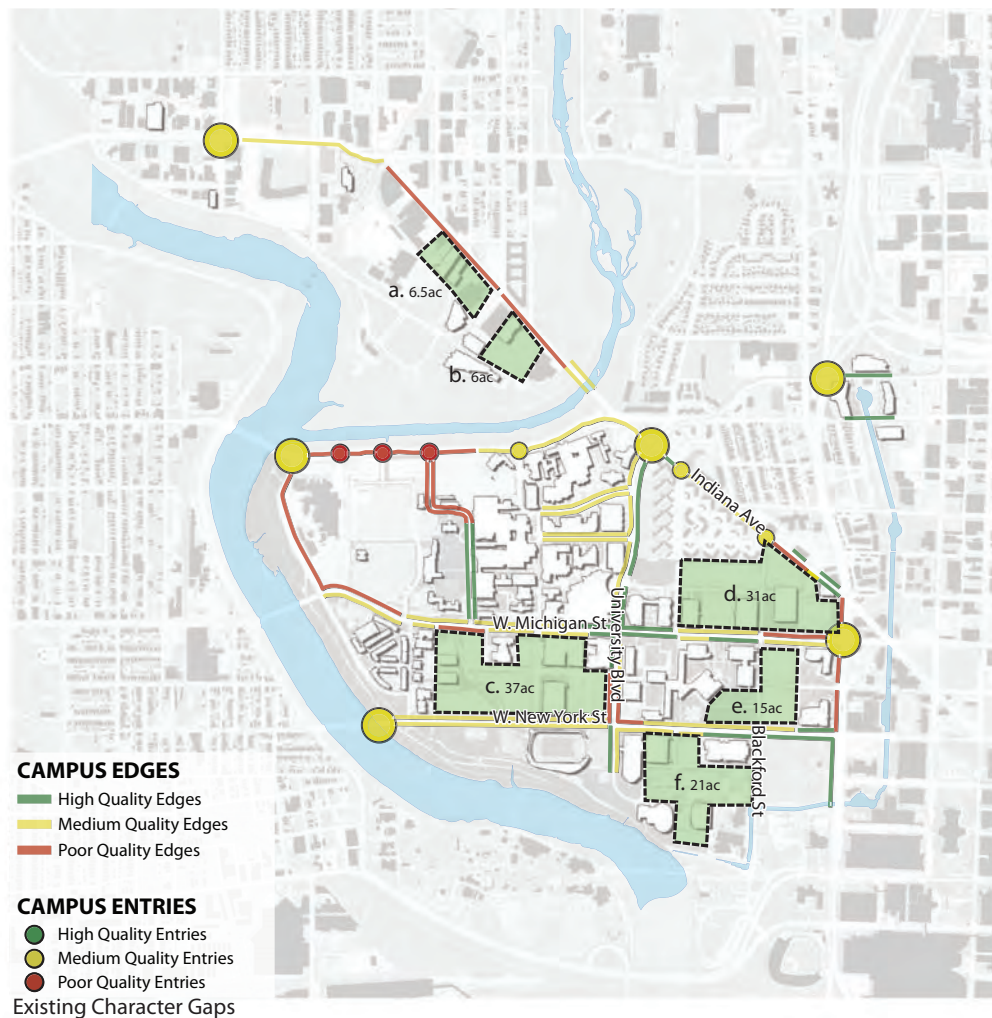 a. 6.5ac
b. 6ac
Indiana Ave
d. 31ac
University Blvd
W. Michigan St
c. 37ac
e. 15ac
W. New York St
Blackford St
f. 21ac
CAMPUS EDGES
High Quality Edges
Medium Quality Edges
Poor Quality Edges
CAMPUS ENTRIES
High Quality Entries
Medium Quality Entries
Poor Quality Entries
Existing Character Gaps